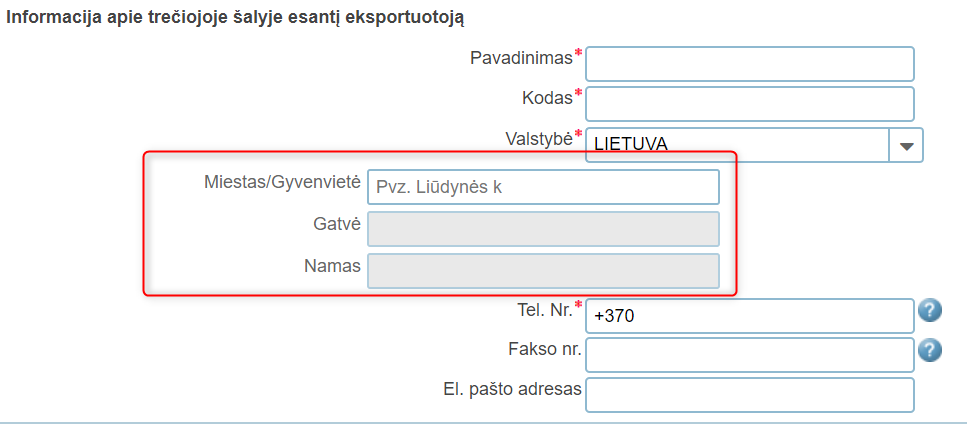 Informacija apie trečiojoje šalyje esantį eksportuotoją
Pavadinimas*
Kodas*
Valstybė* LIETUVA
Miestas/Gyvenvietė Pvz. Liūdynės k
Gatvė
Namas
Tel. Nr.* +370 ?
Fakso nr. ?
El. pašto adresas